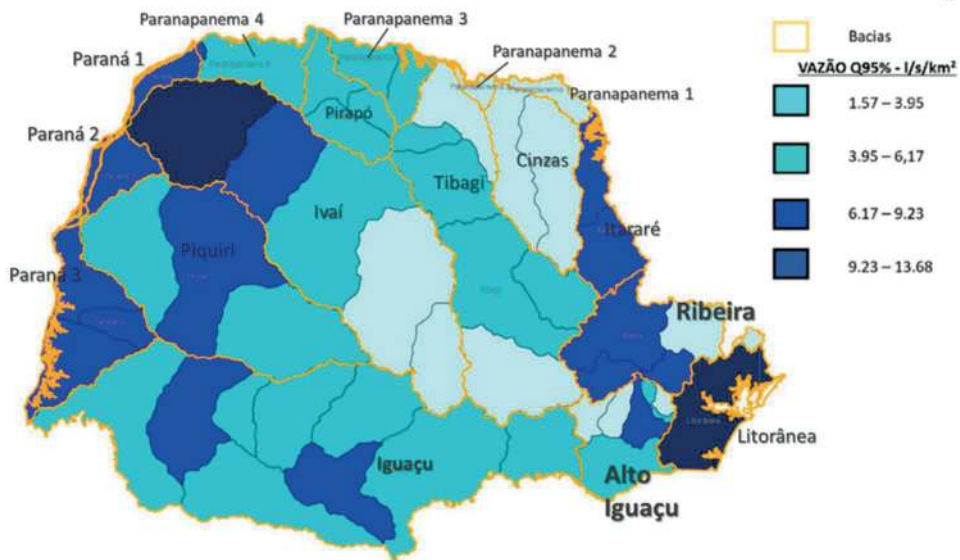 Paranapanema 4
Paranapanema 3
Paraná 1
Paranapanema 2
Paranapanema 1
Paraná 2
Pirapó
Cinzas
Tibagi
Ivaí
Itararé
Piquiri
Paraná 3
Ribeira
Litorânea
Iguaçu
Alto
Iguaçu
Bacias
VAZÃO Q95% - l/s/km²
1.57 – 3.95
3.95 – 6,17
6.17 – 9.23
9.23 – 13.68